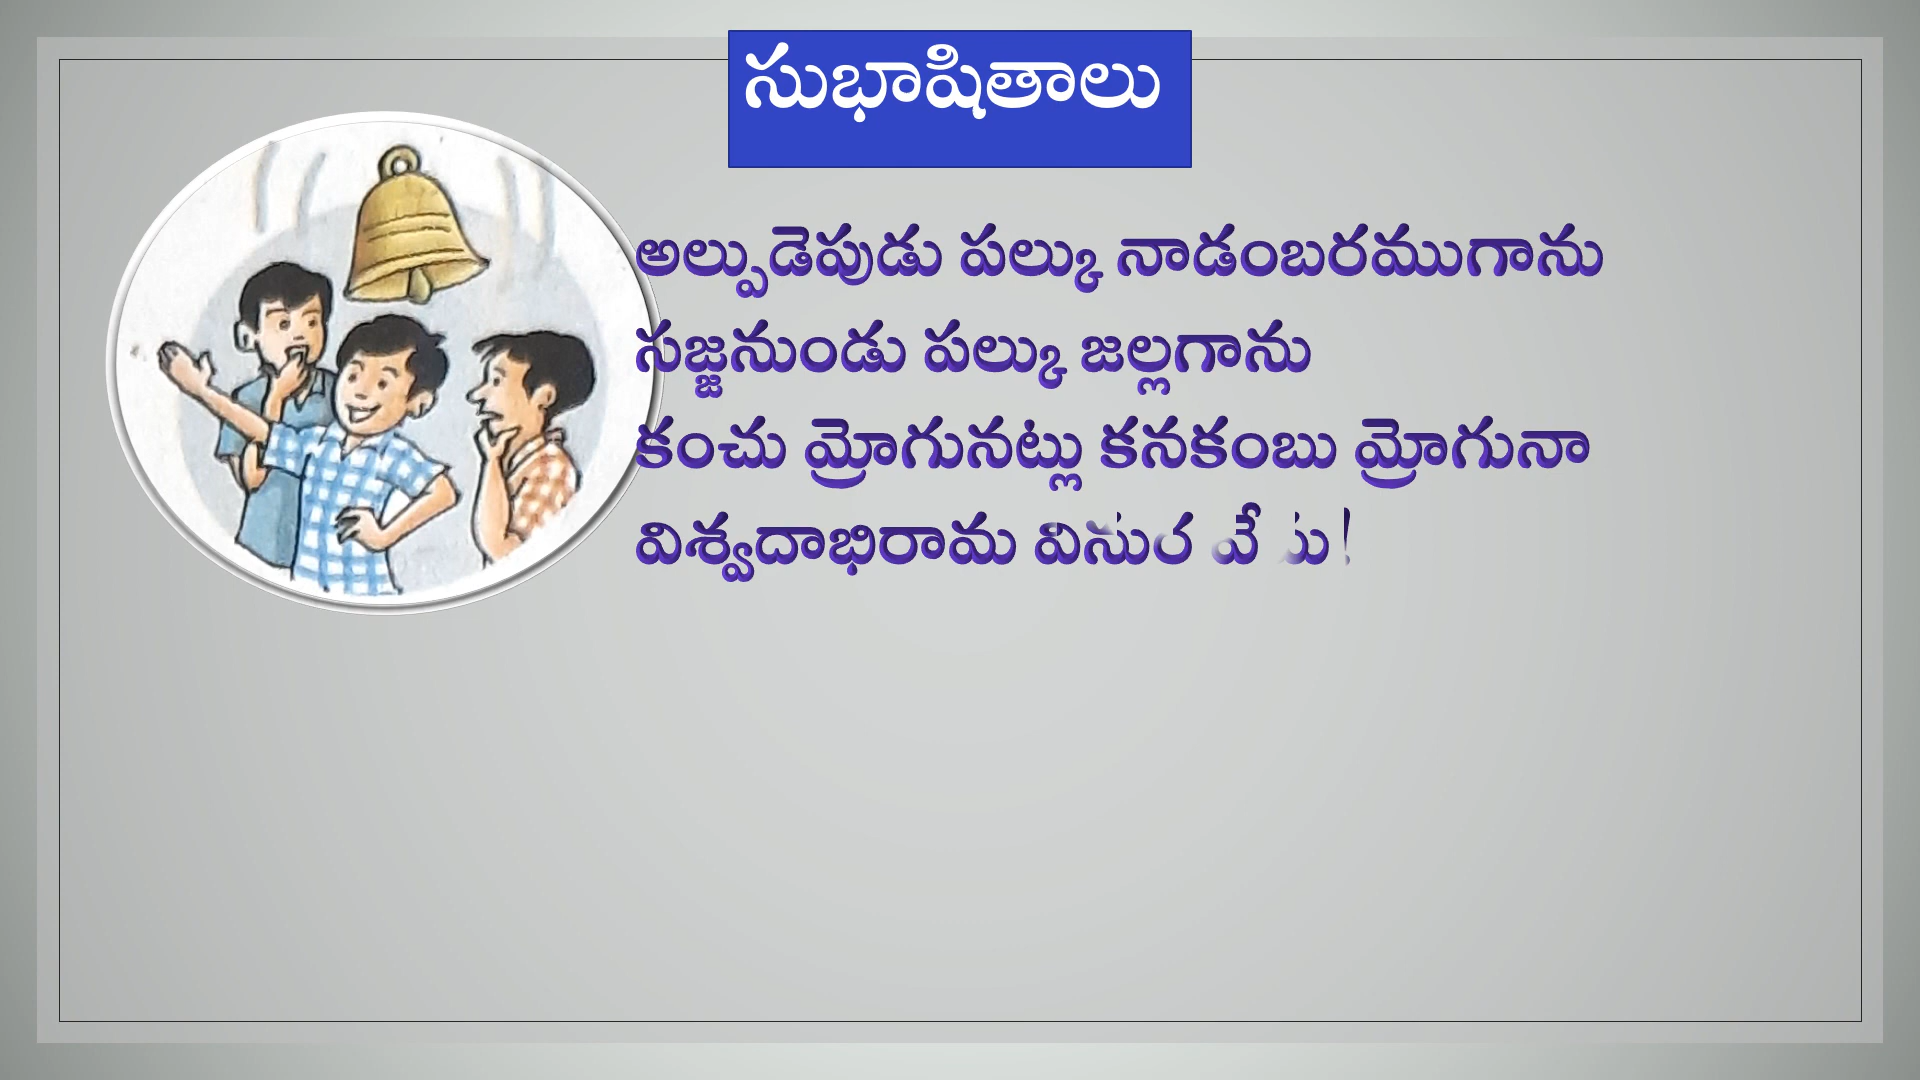 సుభాషితాలు
అల్పుడెపుడు పల్కు నాడంబరముగాను
సజ్జనుండు పల్కు జల్లగాను
కంచు మ్రోగునట్లు కనకంబు మ్రోగునా
విశ్వదాభిరామ వినుర